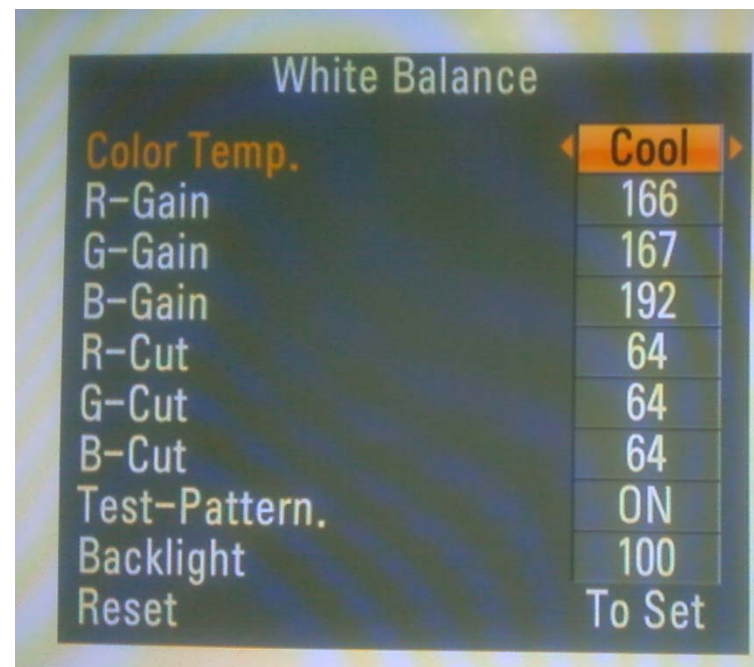 White Balance
Color Temp. Cool
R-Gain 166
G-Gain 167
B-Gain 192
R-Cut 64
G-Cut 64
B-Cut 64
Test-Pattern. ON
Backlight 100
Reset To Set